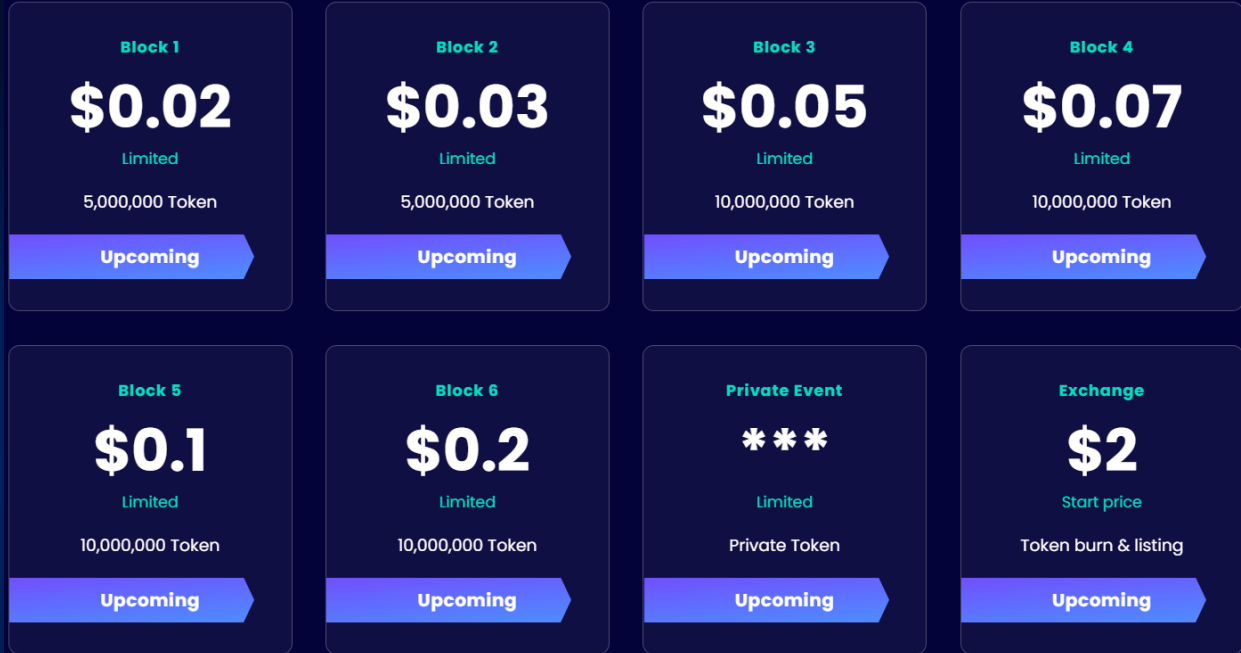 Block 1
$0.02
Limited
5,000,000 Token
Upcoming
Block 2
$0.03
Limited
5,000,000 Token
Upcoming
Block 3
$0.05
Limited
10,000,000 Token
Upcoming
Block 4
$0.07
Limited
10,000,000 Token
Upcoming
Block 5
$0.1
Limited
10,000,000 Token
Upcoming
Block 6
$0.2
Limited
10,000,000 Token
Upcoming
Private Event
***
Limited
Private Token
Upcoming
Exchange
$2
Start price
Token burn & listing
Upcoming